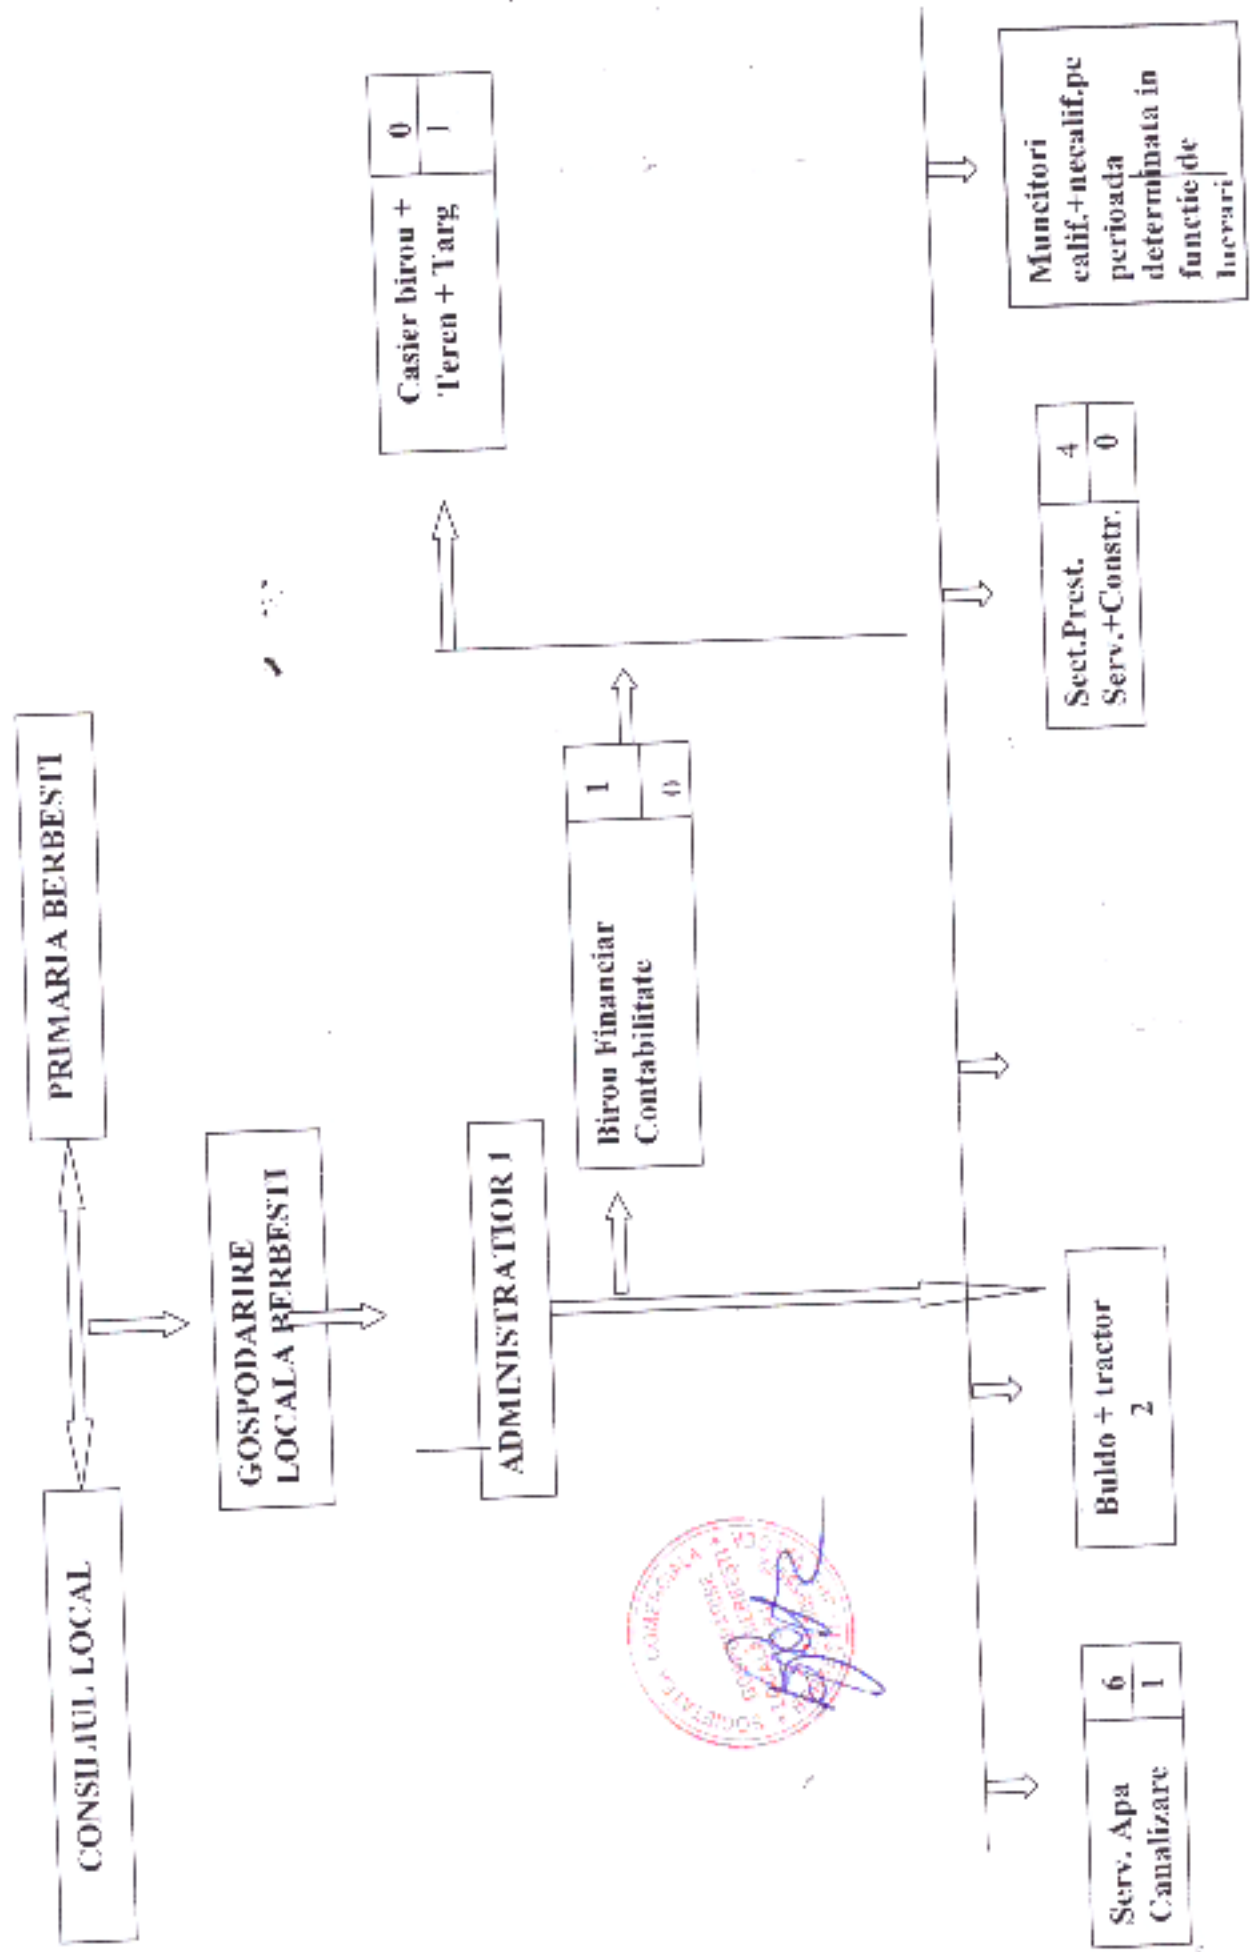 CONSILIUL LOCAL
PRIMARIA BERBESTI
GOSPODARIRE
LOCALA BERBESTI
ADMINISTRATIOR 1
Birou Financiar
Contabilitate
1
0
Casier birou +
Teren + Targ
0
1
Serv. Apa
Canalizare
6
1
Buldo + tractor
2
Sect.Prest.
Serv.+Constr.
4
0
Muncitori
calif.+necalif.pe
perioada
determinata in
functie de
lucrari
SOCIETATEA COMERCIALA